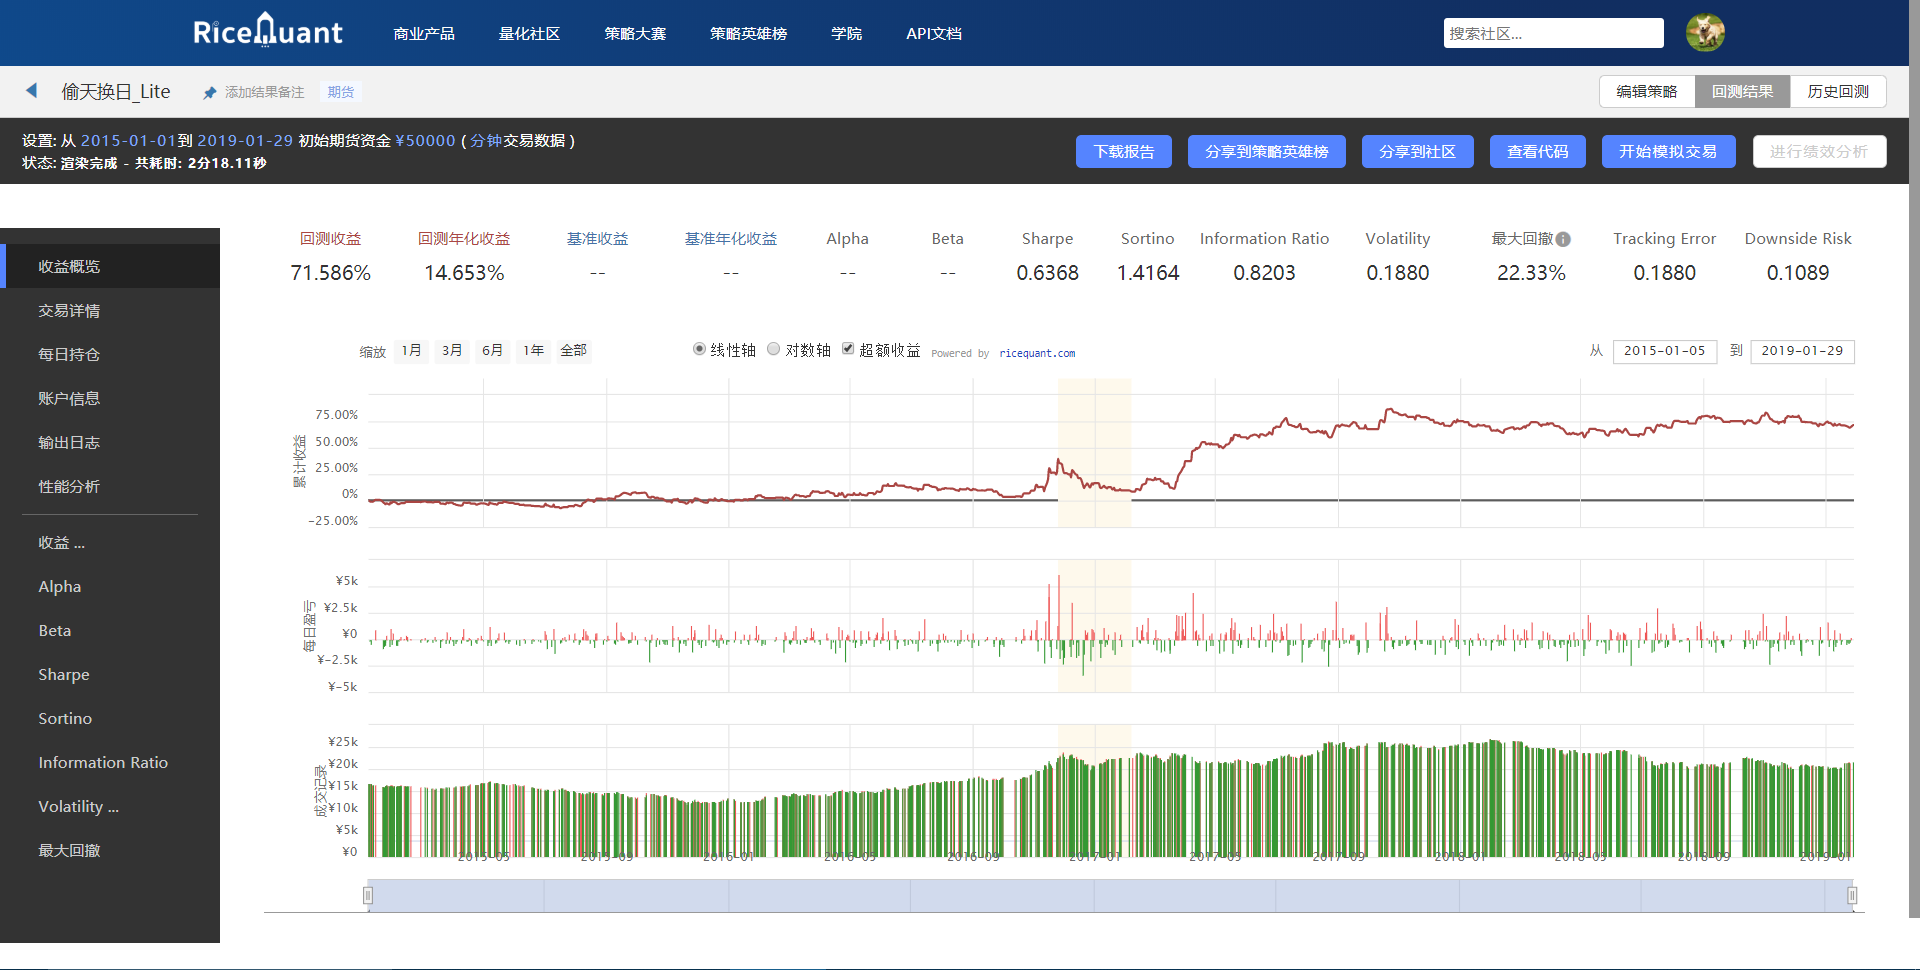 RiceQuant
商业产品 量化社区 策略大赛 策略英雄榜 学院 API文档 搜索社区...
偷天换日_Lite 添加结果备注 期货 编辑策略 回测结果 历史回测
设置: 从 2015-01-01到 2019-01-29 初始期货资金 ¥50000 ( 分钟交易数据 )
状态: 渲染完成 - 共耗时: 2分18.11秒
下载报告 分享到策略英雄榜 分享到社区 查看代码 开始模拟交易 进行绩效分析
收益概览
交易详情
每日持仓
账户信息
输出日志
性能分析
收益 ...
Alpha
Beta
Sharpe
Sortino
Information Ratio
Volatility ...
最大回撤
回测收益 回测年化收益 基准收益 基准年化收益 Alpha Beta Sharpe Sortino Information Ratio Volatility 最大回撤 Tracking Error Downside Risk
71.586% 14.653% -- -- -- -- 0.6368 1.4164 0.8203 0.1880 22.33% 0.1880 0.1089
缩放 1月 3月 6月 1年 全部 线性轴 对数轴 超额收益 Powered by ricequant.com 从 2015-01-05 到 2019-01-29
累计收益
75.00%
50.00%
25.00%
0%
-25.00%
每日盈亏
¥5k
¥2.5k
¥0
¥-2.5k
¥-5k
成交记录
¥25k
¥20k
¥15k
¥10k
¥5k
¥0
2015-05 2015-09 2016-01 2016-05 2016-09 2017-01 2017-05 2017-09 2018-01 2018-05 2018-09 2019-01